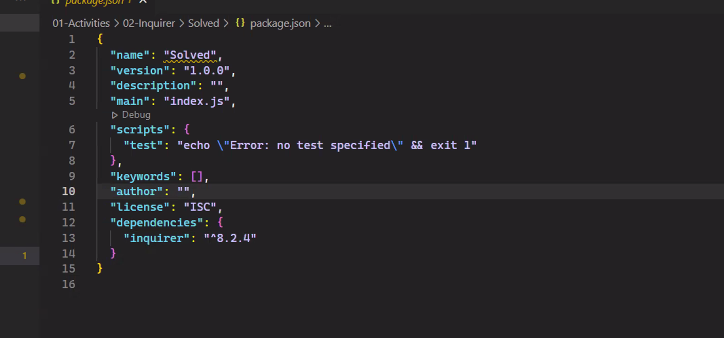 package.json
01-Activities > 02-Inquirer > Solved > {} package.json > ...
1 {
2 "name": "Solved",
3 "version": "1.0.0",
4 "description": "",
5 "main": "index.js",
▷ Debug
6 "scripts": {
7 "test": "echo \"Error: no test specified\" && exit 1"
8 },
9 "keywords": [],
10 "author": "",
11 "license": "ISC",
12 "dependencies": {
13 "inquirer": "^8.2.4"
14 }
15 }
16
1